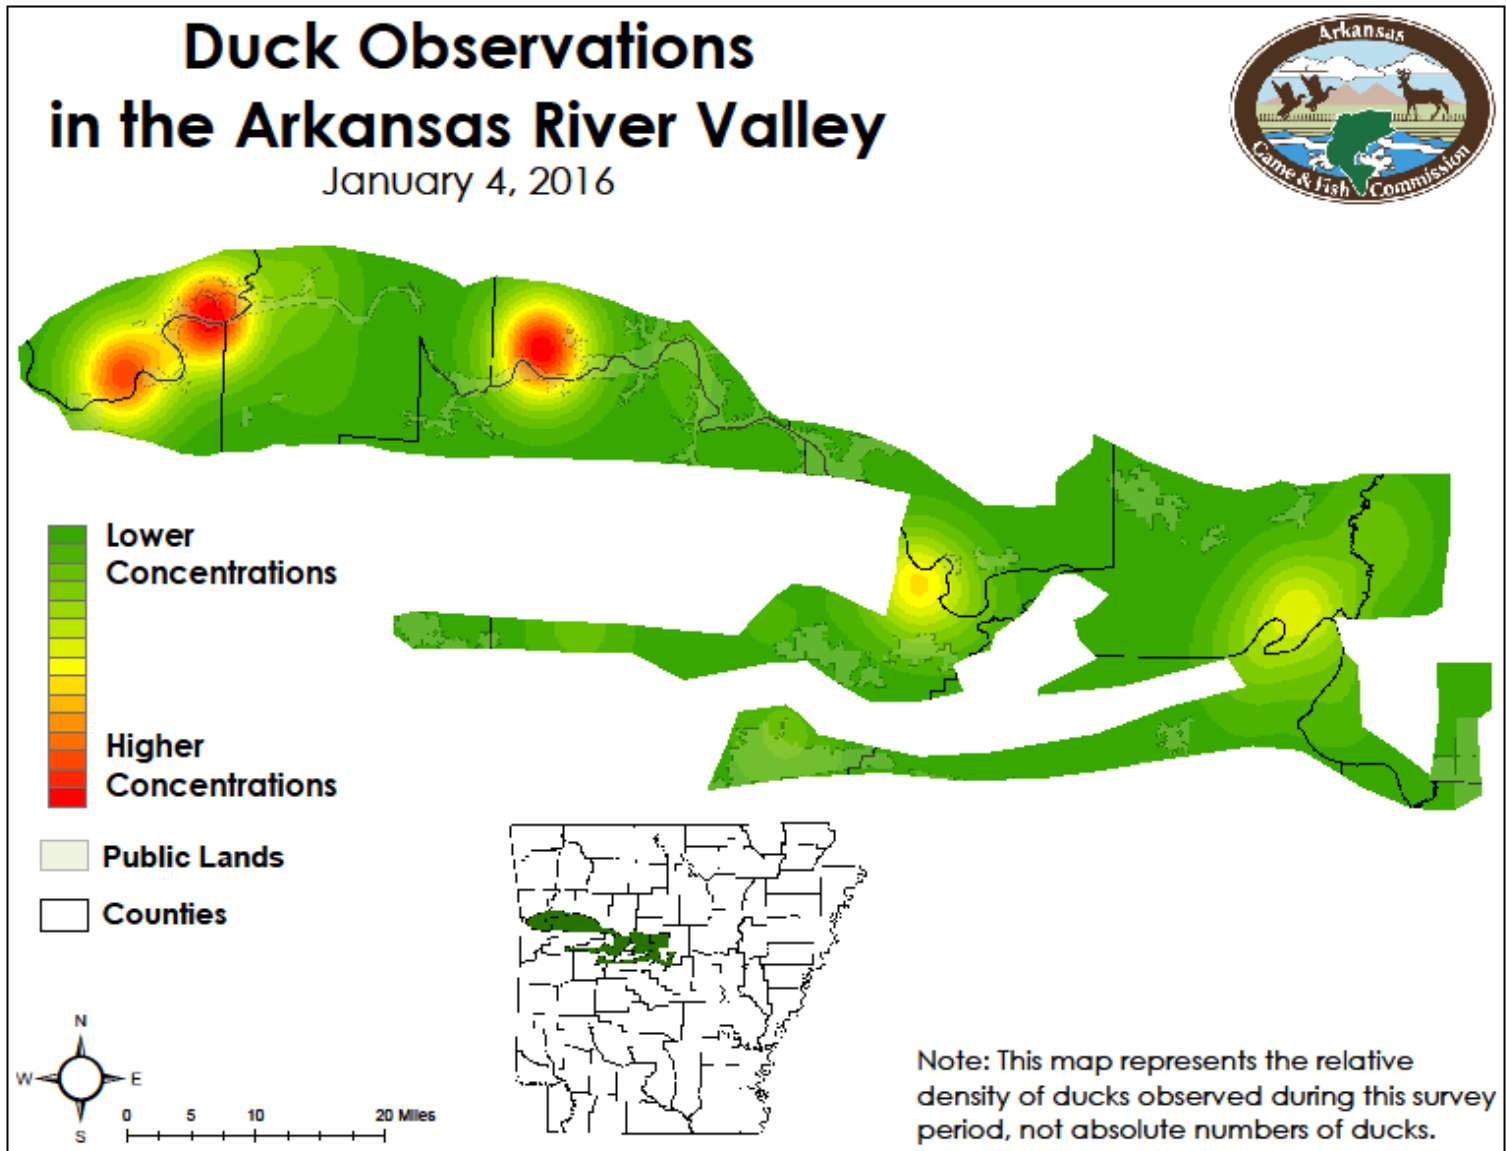 Duck Observations
in the Arkansas River Valley
January 4, 2016
Arkansas
Game & Fish Commission
Lower
Concentrations
Higher
Concentrations
Public Lands
Counties
N
W E
S
0 5 10 20 Miles
Note: This map represents the relative
density of ducks observed during this survey
period, not absolute numbers of ducks.